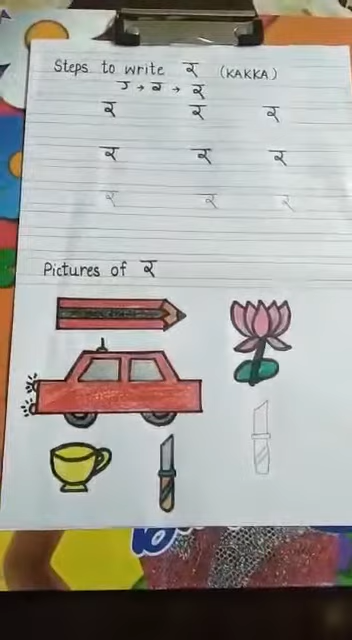 Steps to write ਕ (KAKKA)
→ → ਕ
ਕ ਕ ਕ
ਕ ਕ ਕ
ਕ ਕ ਕ
Pictures of ਕ